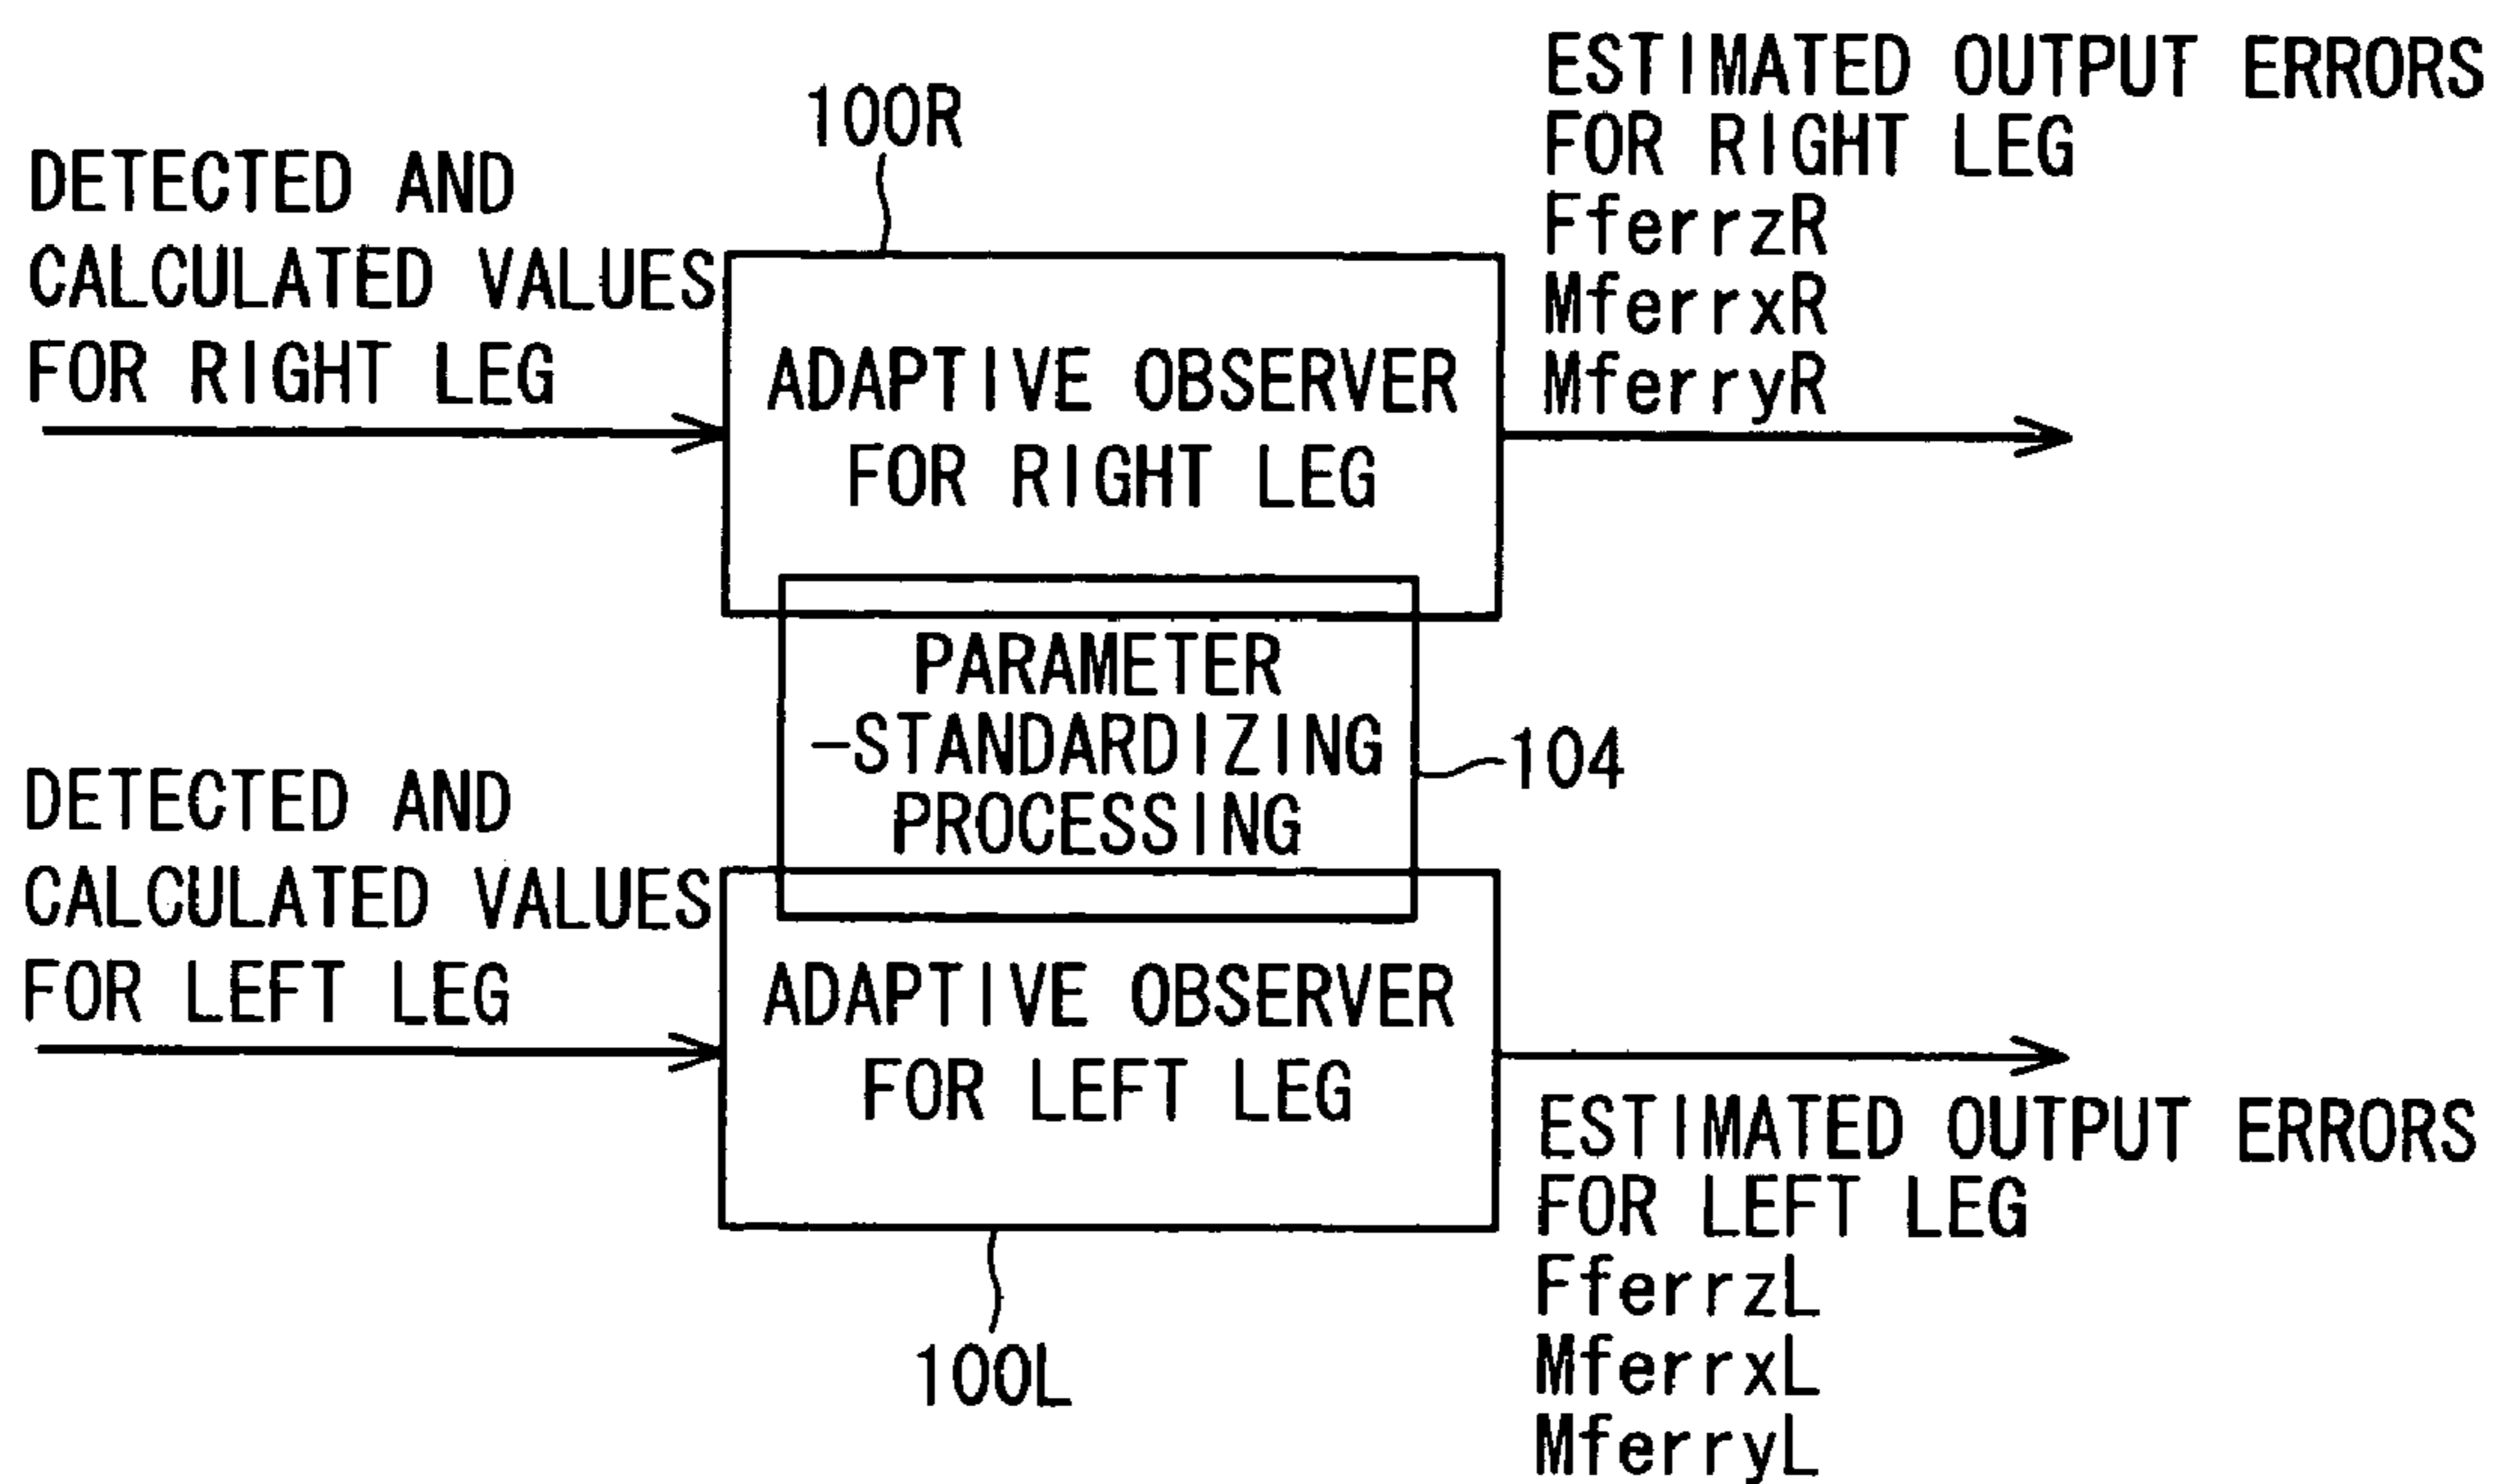 100R
DETECTED AND
CALCULATED VALUES
FOR RIGHT LEG
ADAPTIVE OBSERVER
FOR RIGHT LEG
ESTIMATED OUTPUT ERRORS
FOR RIGHT LEG
FferrzR
MferrxR
MferryR
PARAMETER
-STANDARDIZING
PROCESSING
104
DETECTED AND
CALCULATED VALUES
FOR LEFT LEG
ADAPTIVE OBSERVER
FOR LEFT LEG
100L
ESTIMATED OUTPUT ERRORS
FOR LEFT LEG
FferrzL
MferrxL
MferryL